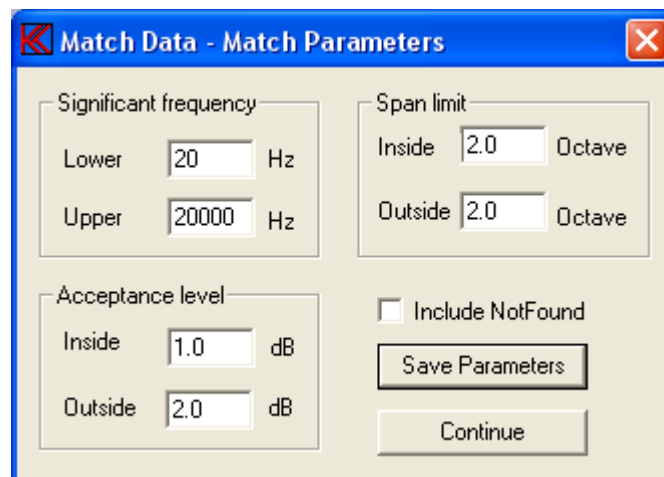 Match Data - Match Parameters
Significant frequency
Lower 20 Hz
Upper 20000 Hz
Span limit
Inside 2.0 Octave
Outside 2.0 Octave
Acceptance level
Inside 1.0 dB
Outside 2.0 dB
Include NotFound
Save Parameters
Continue